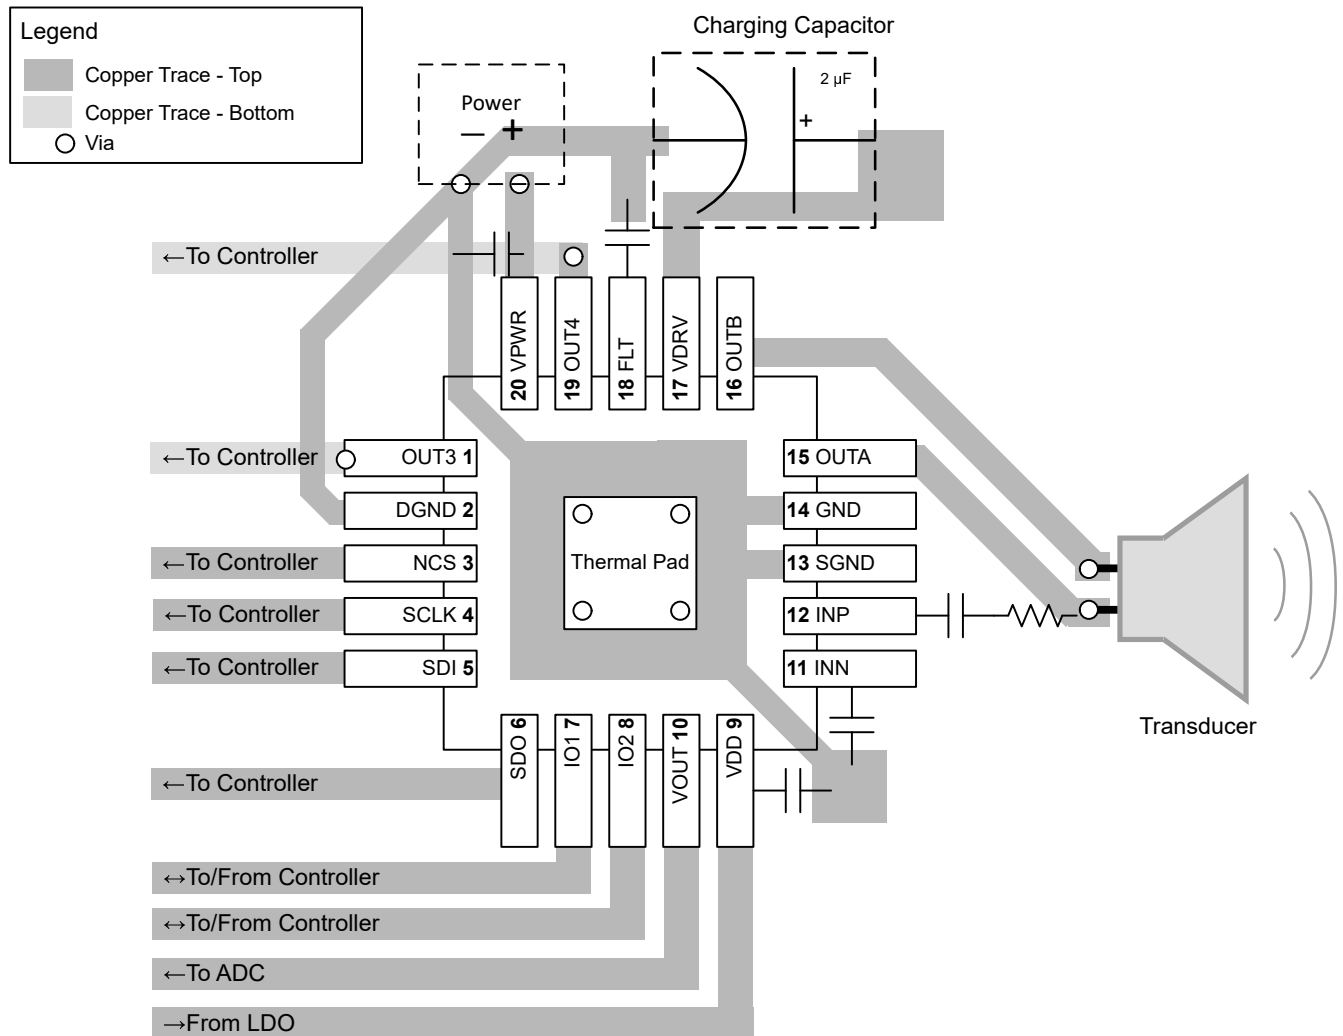 Legend
Copper Trace - Top
Copper Trace - Bottom
Via
Charging Capacitor
2 µF
+
Power
— +
←To Controller
20 VPWR
19 OUT4
18 FLT
17 VDRV
16 OUTB
←To Controller
OUT3 1
15 OUTA
DGND 2
14 GND
←To Controller
NCS 3
Thermal Pad
13 SGND
←To Controller
SCLK 4
12 INP
←To Controller
SDI 5
11 INN
Transducer
SDO 6
IO1 7
IO2 8
VOUT 10
VDD 9
←To Controller
↔To/From Controller
↔To/From Controller
←To ADC
→From LDO